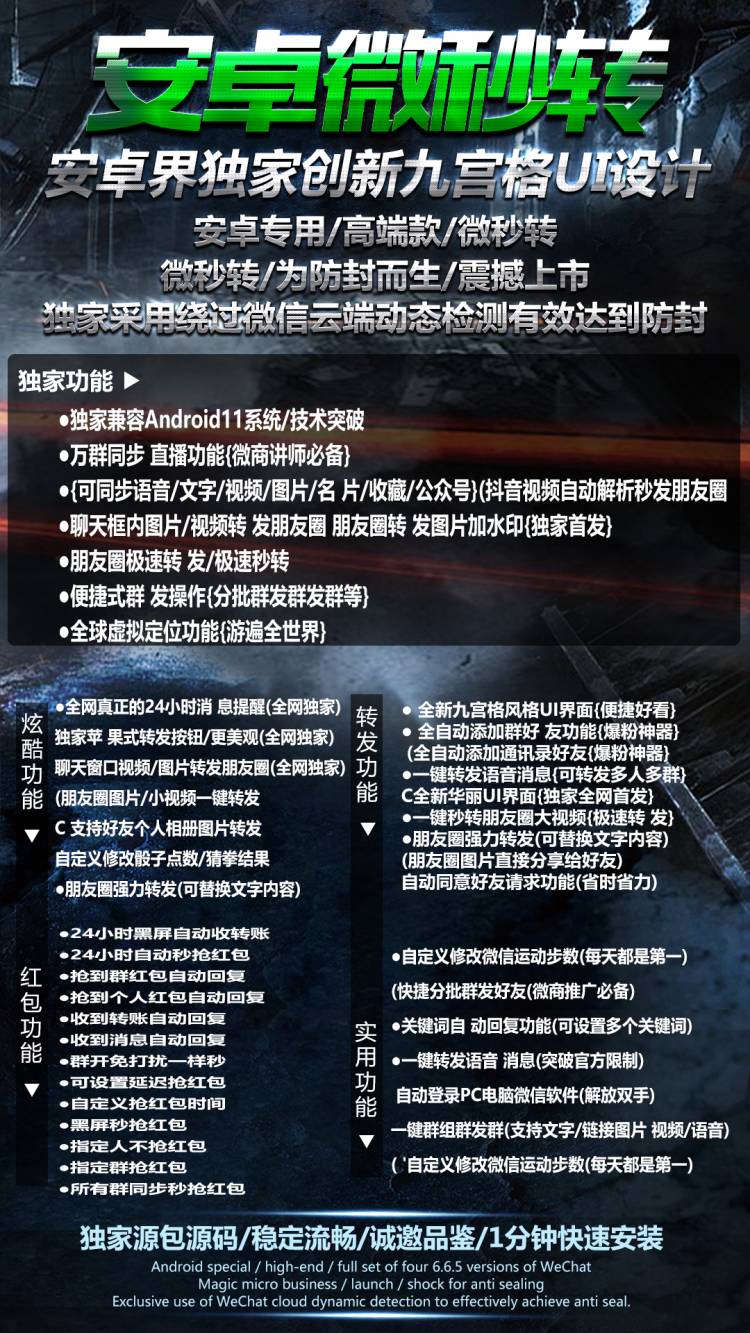 安卓微秒转
安卓界独家创新九宫格UI设计
安卓专用/高端款/微秒转
微秒转/为防封而生/震撼上市
独家采用绕过微信云端动态检测有效达到防封
独家功能 ▶
●独家兼容Android11系统/技术突破
●万群同步 直播功能{微商讲师必备}
●{可同步语音/文字/视频/图片/名 片/收藏/公众号}(抖音视频自动解析秒发朋友圈
●聊天框内图片/视频转 发朋友圈 朋友圈转 发图片加水印{独家首发}
●朋友圈极速转 发/极速秒转
●便捷式群 发操作{分批群发群发群等}
●全球虚拟定位功能{游遍全世界}
炫酷功能 ▼
●全网真正的24小时消 息提醒(全网独家)
独家苹 果式转发按钮/更美观(全网独家)
聊天窗口视频/图片转发朋友圈(全网独家)
(朋友圈图片/小视频一键转发
C 支持好友个人相册图片转发
自定义修改骰子点数/猜拳结果
●朋友圈强力转发(可替换文字内容)
转发功能 ▼
● 全新九宫格风格UI界面{便捷好看}
● 全自动添加群好 友功能{爆粉神器}
(全自动添加通讯录好友{爆粉神器}
●一键转发语音消息{可转发多人多群}
C全新华丽UI界面{独家全网首发}
●一键秒转朋友圈大视频{极速转 发}
●朋友圈强力转发(可替换文字内容)
(朋友圈图片直接分享给好友)
自动同意好友请求功能(省时省力)
红包功能 ▼
●24小时黑屏自动收转账
●24小时自动秒抢红包
●抢到群红包自动回复
●抢到个人红包自动回复
●收到转账自动回复
●收到消息自动回复
●群开免打扰一样秒
●可设置延迟抢红包
●自定义抢红包时间
●黑屏秒抢红包
●指定人不抢红包
●指定群抢红包
●所有群同步秒抢红包
实用功能 ▼
●自定义修改微信运动步数(每天都是第一)
(快捷分批群发好友(微商推广必备)
●关键词自 动回复功能(可设置多个关键词)
●一键转发语音 消息(突破官方限制)
自动登录PC电脑微信软件(解放双手)
一键群组群发群(支持文字/链接图片 视频/语音)
( '自定义修改微信运动步数(每天都是第一)
独家源包源码/稳定流畅/诚邀品鉴/1分钟快速安装
Android special / high-end / full set of four 6.6.5 versions of WeChat
Magic micro business / launch / shock for anti sealing
Exclusive use of WeChat cloud dynamic detection to effectively achieve anti seal.